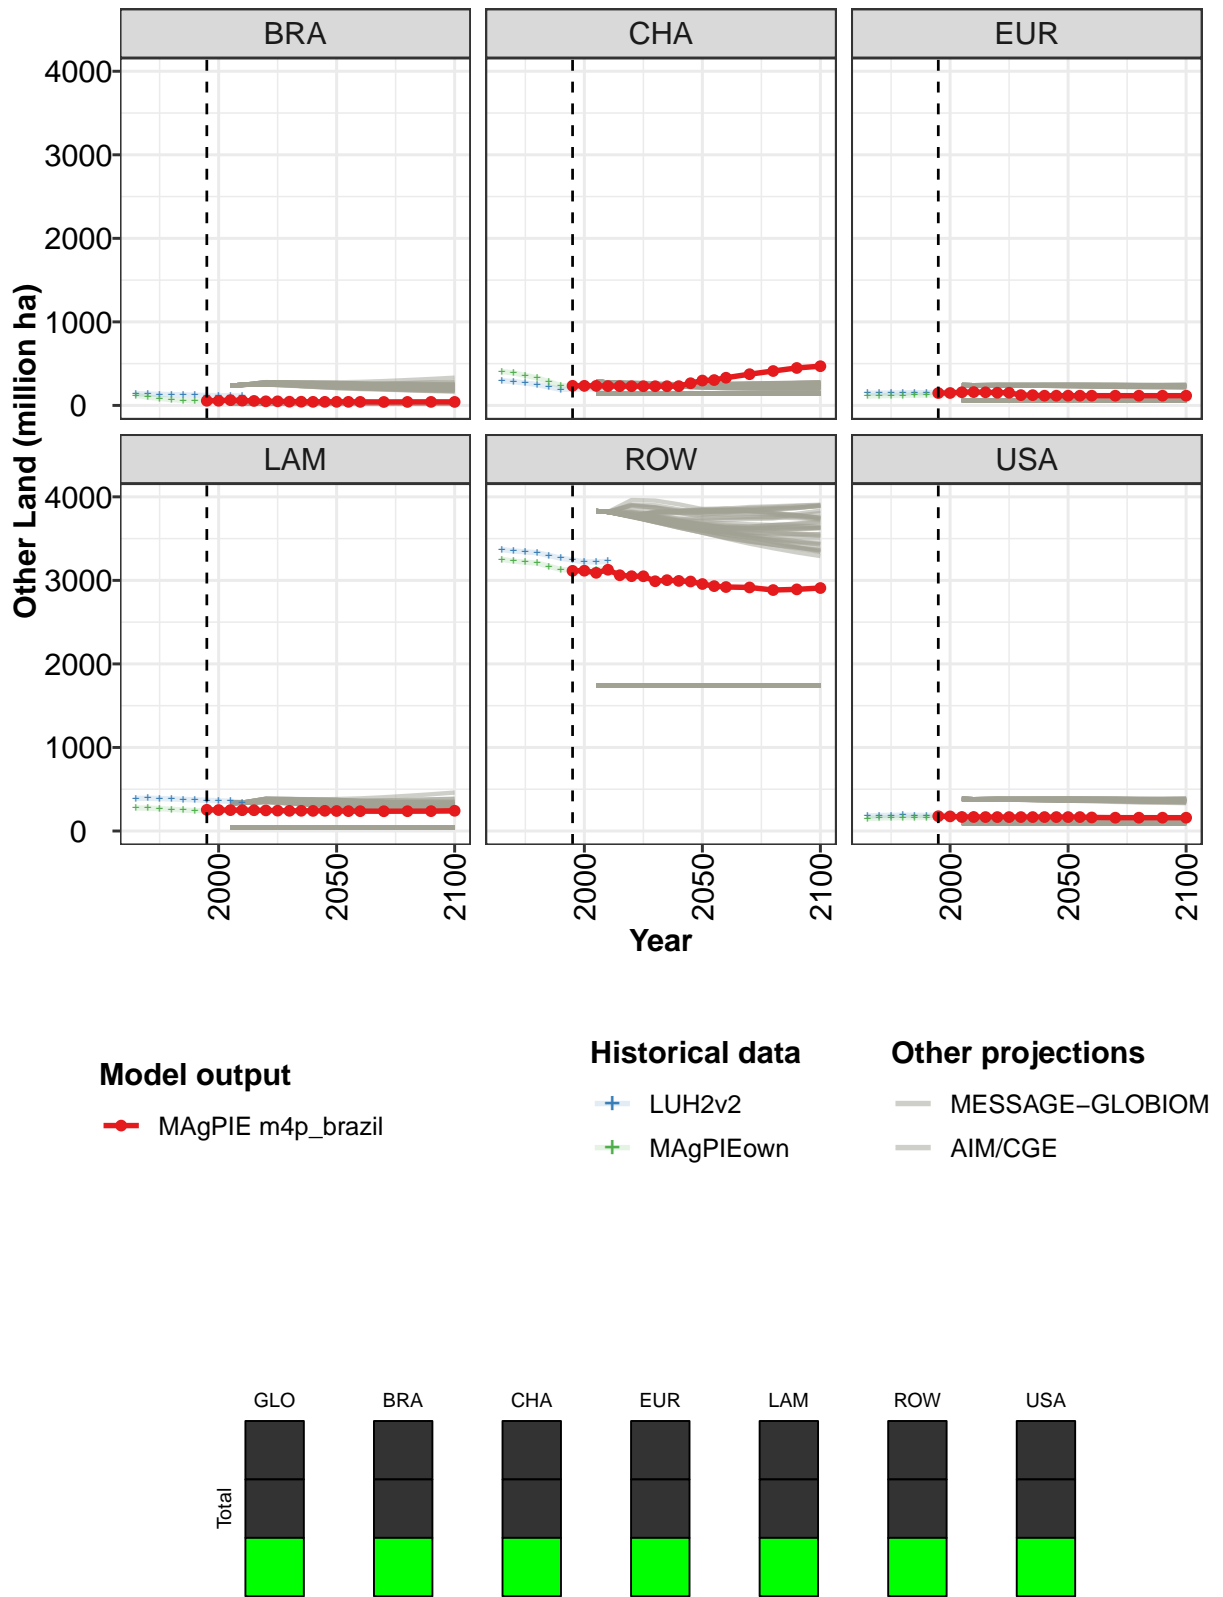 BRA CHA EUR
4000
3000
2000
1000
0
LAM ROW USA
4000
3000
2000
1000
0
Other Land (million ha)
2000 2050 2100 2000 2050 2100 2000 2050 2100
Year
Model output
MAgPIE m4p_brazil
Historical data
LUH2v2
MAgPIEown
Other projections
MESSAGE−GLOBIOM
AIM/CGE
GLO BRA CHA EUR LAM ROW USA
Total